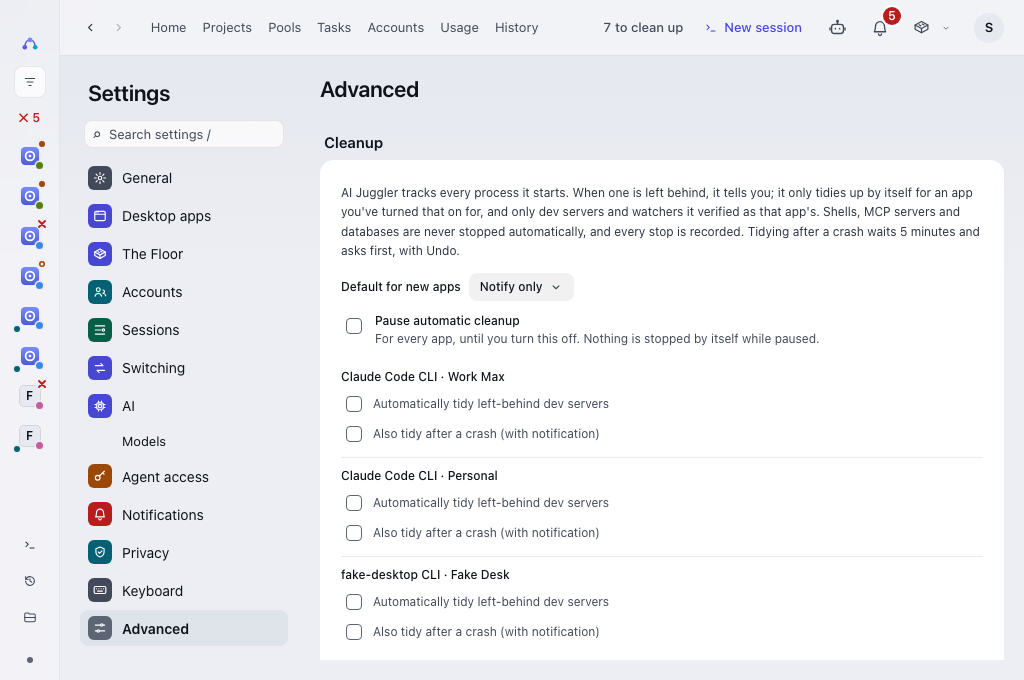 Home Projects Pools Tasks Accounts Usage History 7 to clean up New session 5 S
5
F
F
Settings
Search settings /
General
Desktop apps
The Floor
Accounts
Sessions
Switching
AI
Models
Agent access
Notifications
Privacy
Keyboard
Advanced
Advanced
Cleanup
AI Juggler tracks every process it starts. When one is left behind, it tells you; it only tidies up by itself for an app
you've turned that on for, and only dev servers and watchers it verified as that app's. Shells, MCP servers and
databases are never stopped automatically, and every stop is recorded. Tidying after a crash waits 5 minutes and
asks first, with Undo.
Default for new apps Notify only
Pause automatic cleanup
For every app, until you turn this off. Nothing is stopped by itself while paused.
Claude Code CLI · Work Max
Automatically tidy left-behind dev servers
Also tidy after a crash (with notification)
Claude Code CLI · Personal
Automatically tidy left-behind dev servers
Also tidy after a crash (with notification)
fake-desktop CLI · Fake Desk
Automatically tidy left-behind dev servers
Also tidy after a crash (with notification)